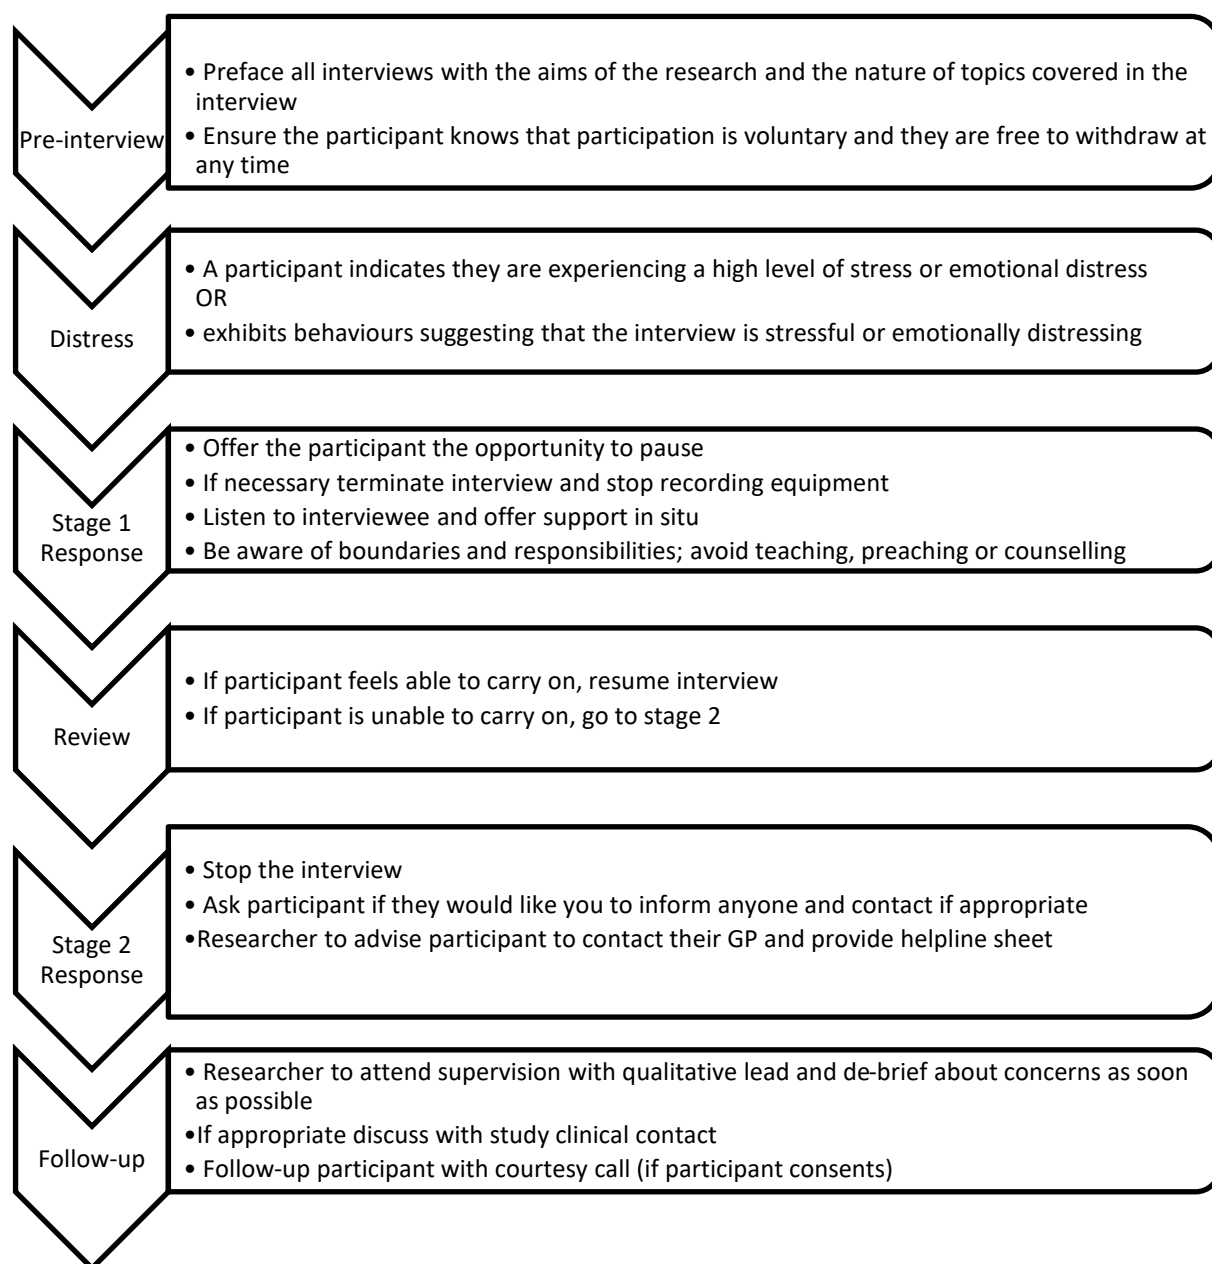 Pre-interview
• Preface all interviews with the aims of the research and the nature of topics covered in the
interview
• Ensure the participant knows that participation is voluntary and they are free to withdraw at
any time
Distress
• A participant indicates they are experiencing a high level of stress or emotional distress
OR
• exhibits behaviours suggesting that the interview is stressful or emotionally distressing
Stage 1
Response
• Offer the participant the opportunity to pause
• If necessary terminate interview and stop recording equipment
• Listen to interviewee and offer support in situ
• Be aware of boundaries and responsibilities; avoid teaching, preaching or counselling
Review
• If participant feels able to carry on, resume interview
• If participant is unable to carry on, go to stage 2
Stage 2
Response
• Stop the interview
• Ask participant if they would like you to inform anyone and contact if appropriate
•Researcher to advise participant to contact their GP and provide helpline sheet
Follow-up
• Researcher to attend supervision with qualitative lead and de-brief about concerns as soon
as possible
•If appropriate discuss with study clinical contact
• Follow-up participant with courtesy call (if participant consents)